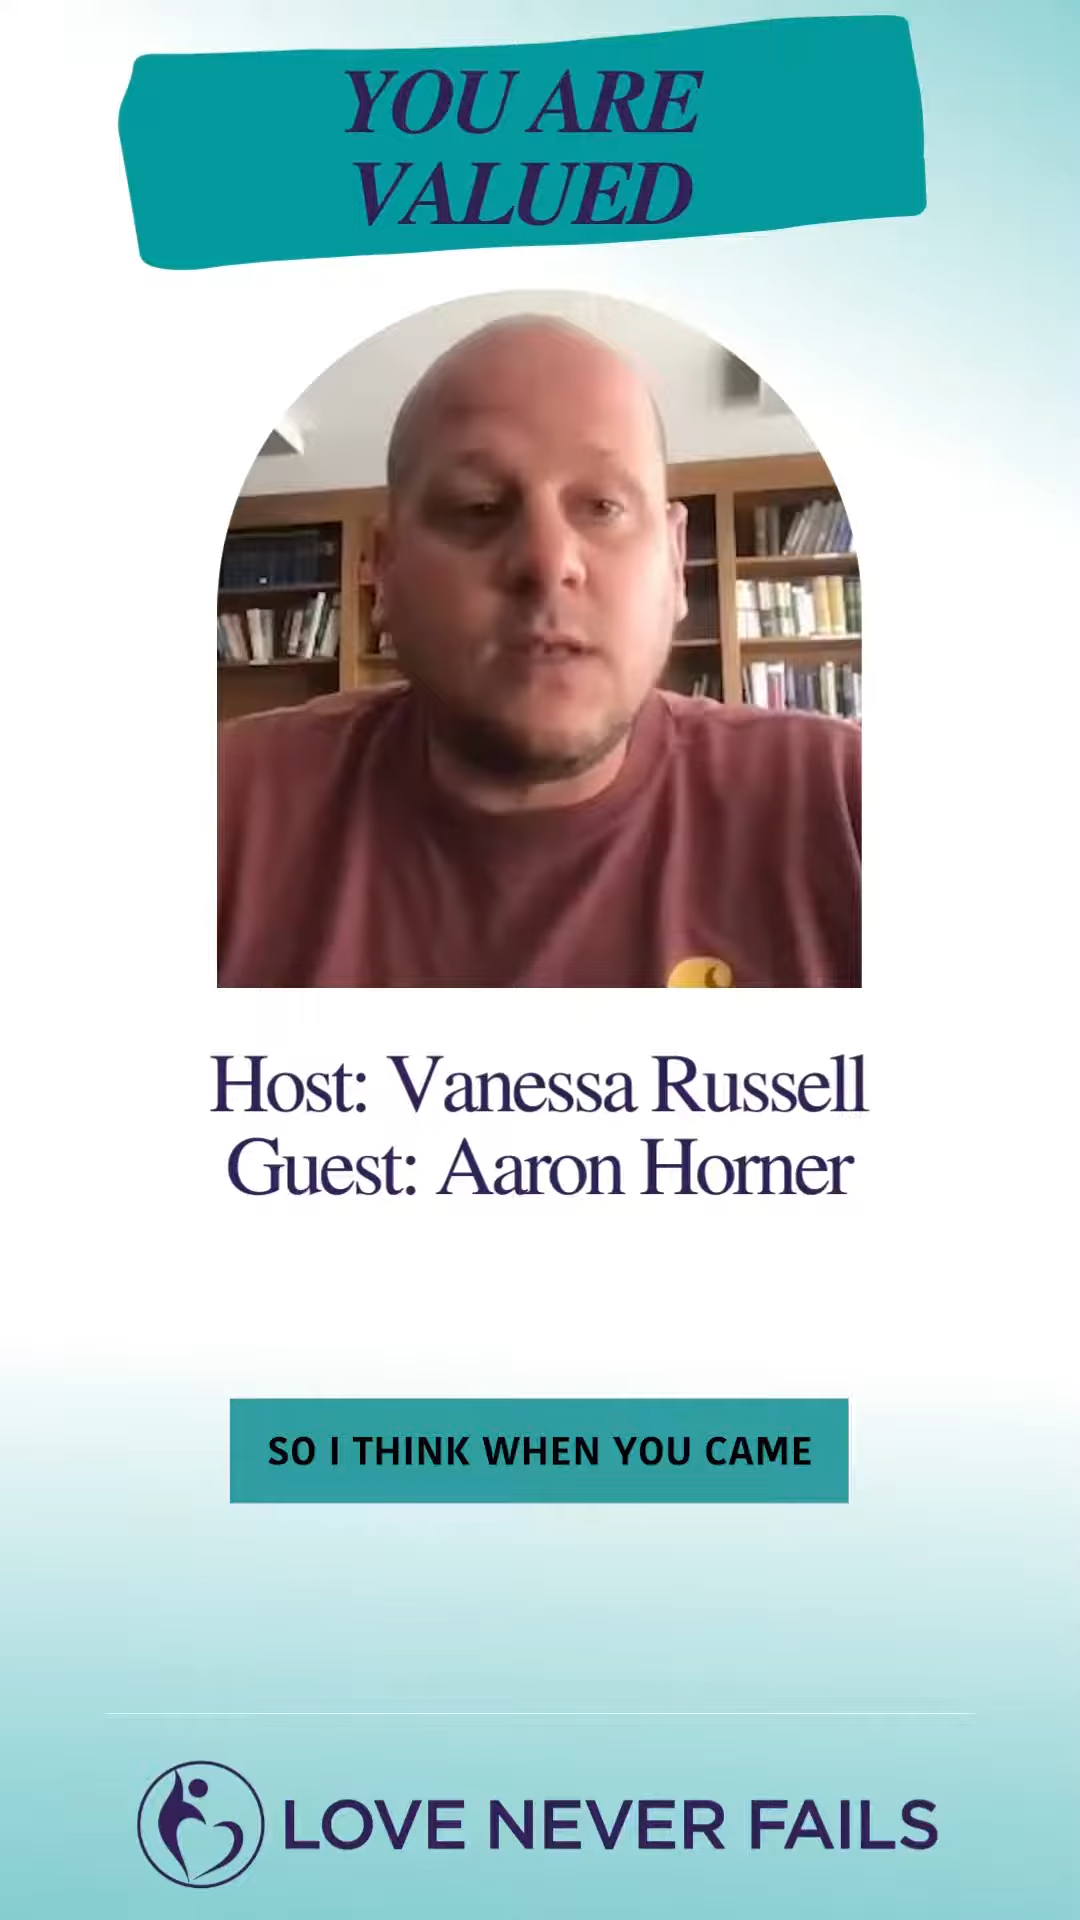 YOU ARE
VALUED
Host: Vanessa Russell
Guest: Aaron Horner
SO I THINK WHEN YOU CAME
LOVE NEVER FAILS